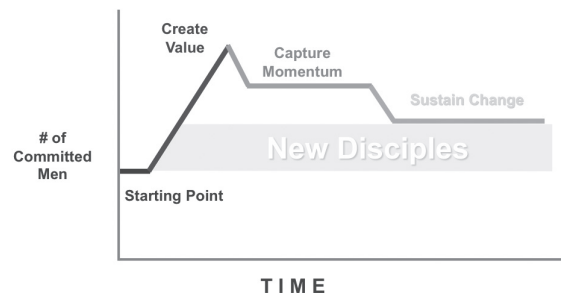 Create
Value
Capture
Momentum
Sustain Change
# of
Committed
Men
New Disciples
Starting Point
TIME